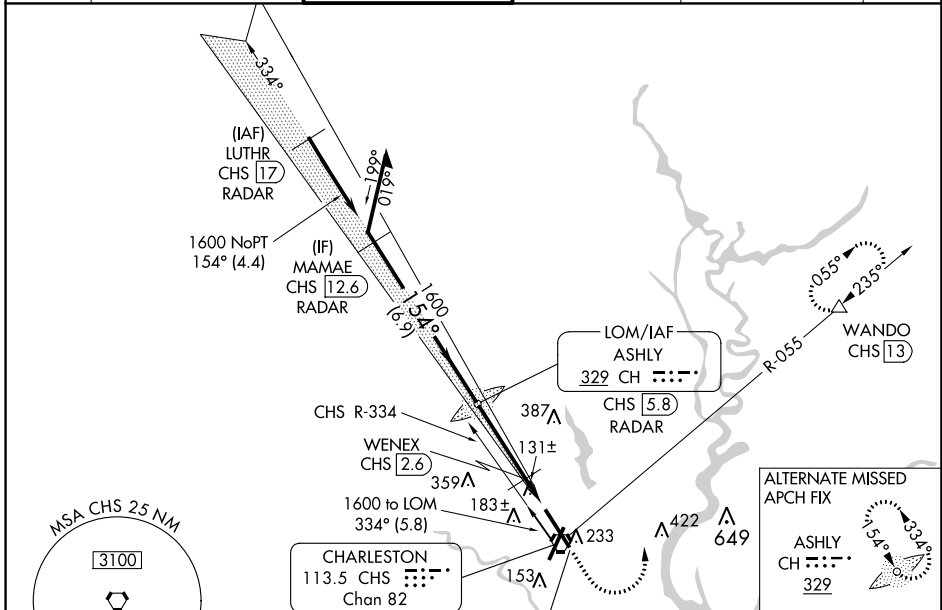 334°
(IAF)
LUTHR
CHS 17
RADAR
199°
019°
1600 NoPT
154° (4.4)
(IF)
MAMAE
CHS 12.6
RADAR
1600
154°
(6.9)
055°
235°
WANDO
CHS 13
R-055
LOM/IAF
ASHLY
329 CH
CHS 5.8
RADAR
CHS R-334
387
WENEX
CHS 2.6
131±
359
183±
1600 to LOM
334° (5.8)
233
422
649
153
CHARLESTON
113.5 CHS
Chan 82
MSA CHS 25 NM
3100
ALTERNATE MISSED
APCH FIX
154°
334°
ASHLY
CH
329